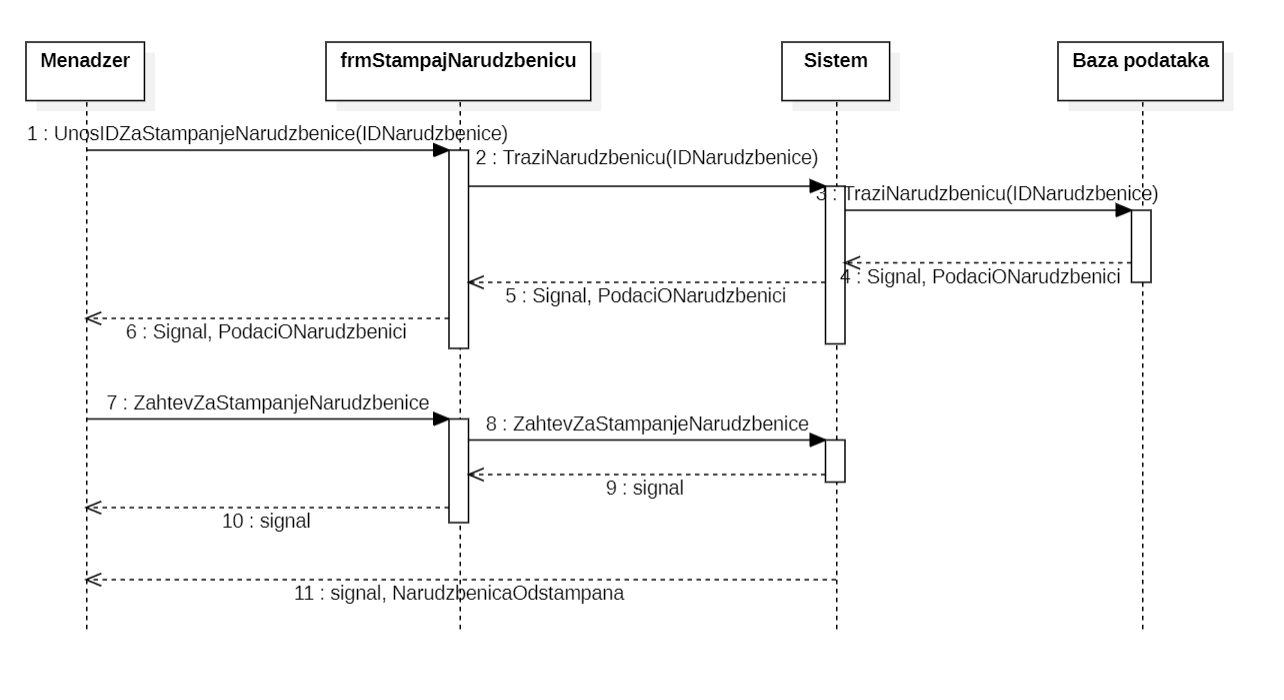 Menadzer
frmStampajNarudzbenicu
Sistem
Baza podataka
1 : UnosIDZaStampanjeNarudzbenice(IDNarudzbenice)
2 : TraziNarudzbenicu(IDNarudzbenice)
3 : TraziNarudzbenicu(IDNarudzbenice)
4 : Signal, PodaciONarudzbenici
5 : Signal, PodaciONarudzbenici
6 : Signal, PodaciONarudzbenici
7 : ZahtevZaStampanjeNarudzbenice
8 : ZahtevZaStampanjeNarudzbenice
9 : signal
10 : signal
11 : signal, NarudzbenicaOdstampana